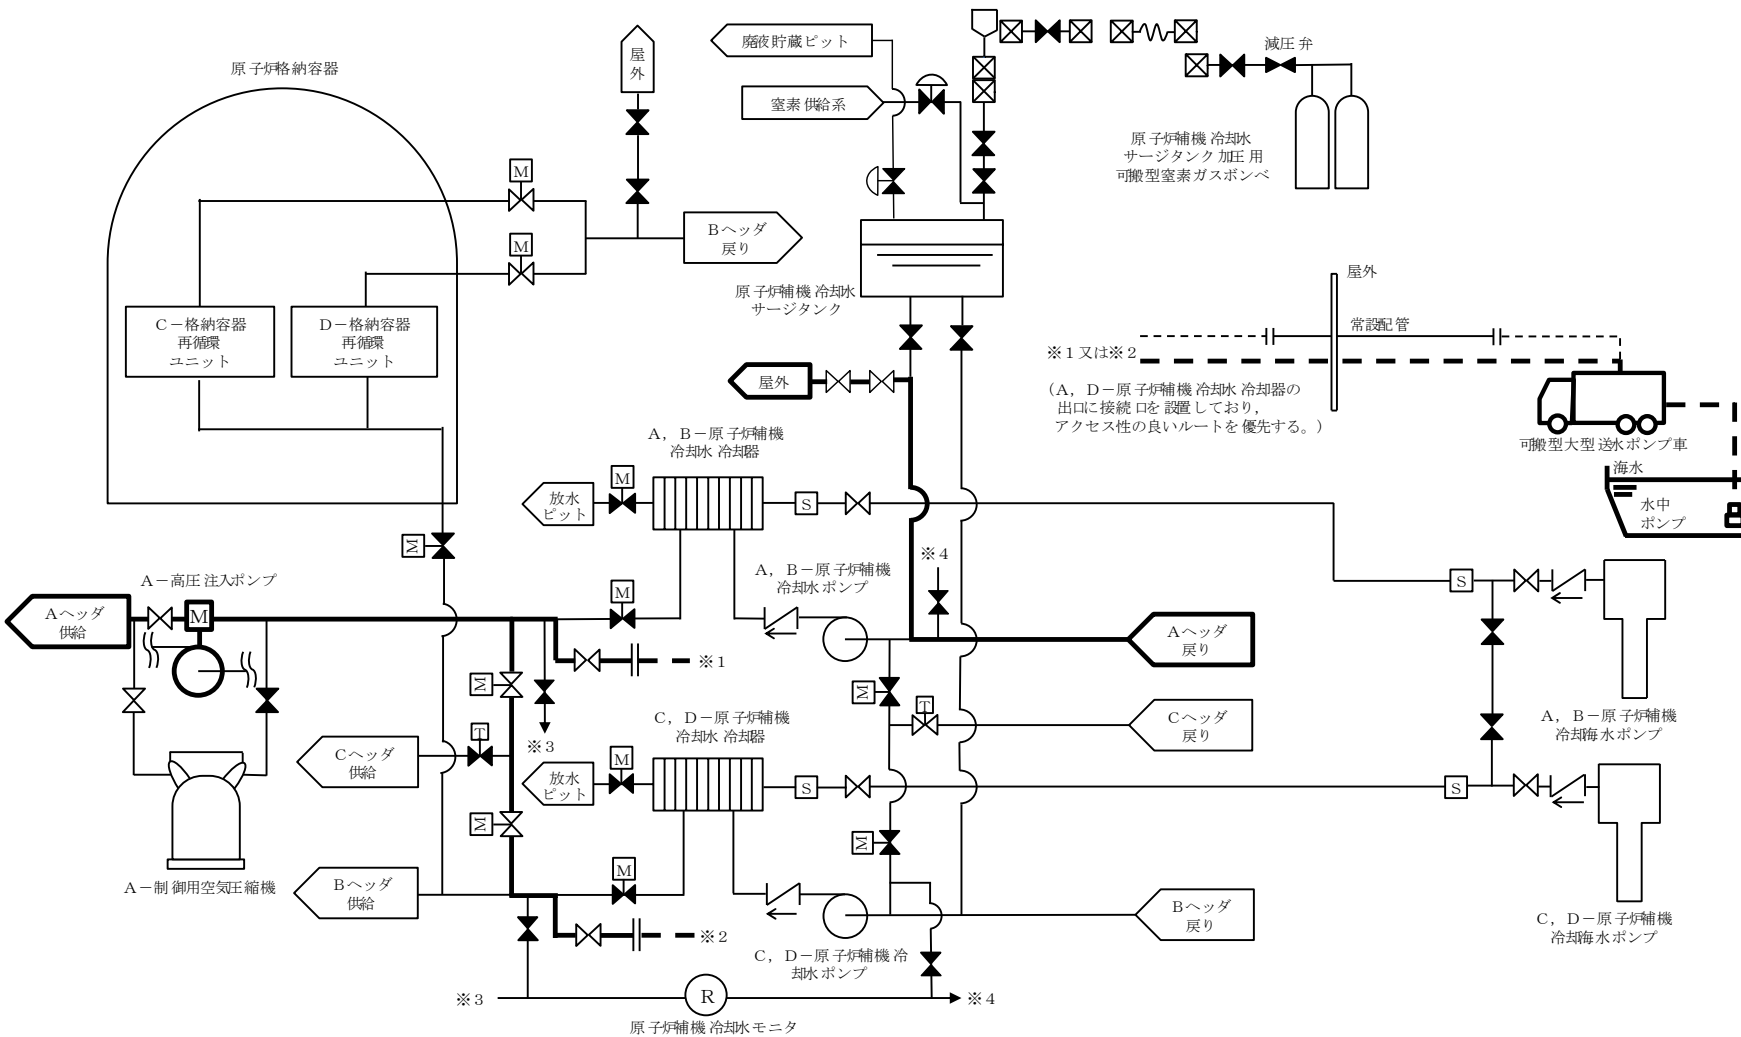 廃液貯蔵ピット
屋
外
減圧弁
原子炉格納容器
窒素供給系
原子炉補機冷却水
サージタンク加圧用
可搬型窒素ガスボンベ
M
Bヘッダ
戻り
M
屋外
原子炉補機冷却水
サージタンク
C－格納容器
再循環
ユニット
D－格納容器
再循環
ユニット
常設配管
※1又は※2
屋外
（A，D－原子炉補機冷却水冷却器の
出口に接続口を設置しており，
アクセス性の良いルートを優先する。）
可搬型大型送水ポンプ車
海水
水中
ポンプ
A，B－原子炉補機
冷却水冷却器
M
放水
ピット
S
M
※4
A，B－原子炉補機
冷却水ポンプ
A－高圧注入ポンプ
M
Aヘッダ
供給
M
S
Aヘッダ
戻り
※1
M
M
C，D－原子炉補機
冷却水冷却器
T
Cヘッダ
戻り
A，B－原子炉補機
冷却海水ポンプ
T
※3
Cヘッダ
供給
M
放水
ピット
S
S
M
M
A－制御用空気圧縮機
Bヘッダ
供給
M
Bヘッダ
戻り
C，D－原子炉補機
冷却海水ポンプ
※2
C，D－原子炉補機冷
却水ポンプ
※3
R
※4
原子炉補機冷却水モニタ